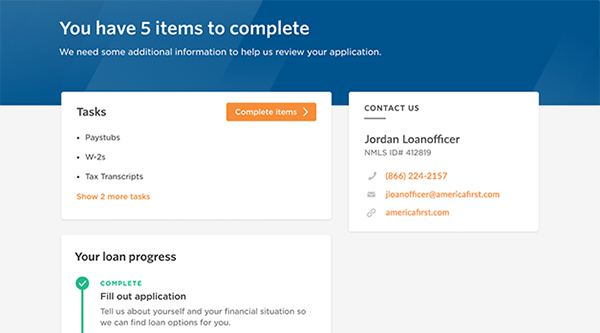 You have 5 items to complete
We need some additional information to help us review your application.
Tasks
Complete items
• Paystubs
• W-2s
• Tax Transcripts
Show 2 more tasks
CONTACT US
Jordan Loanofficer
NMLS ID# 412819
(866) 224-2157
jloanofficer@americafirst.com
americafirst.com
Your loan progress
COMPLETE
Fill out application
Tell us about yourself and your financial situation so
we can find loan options for you.